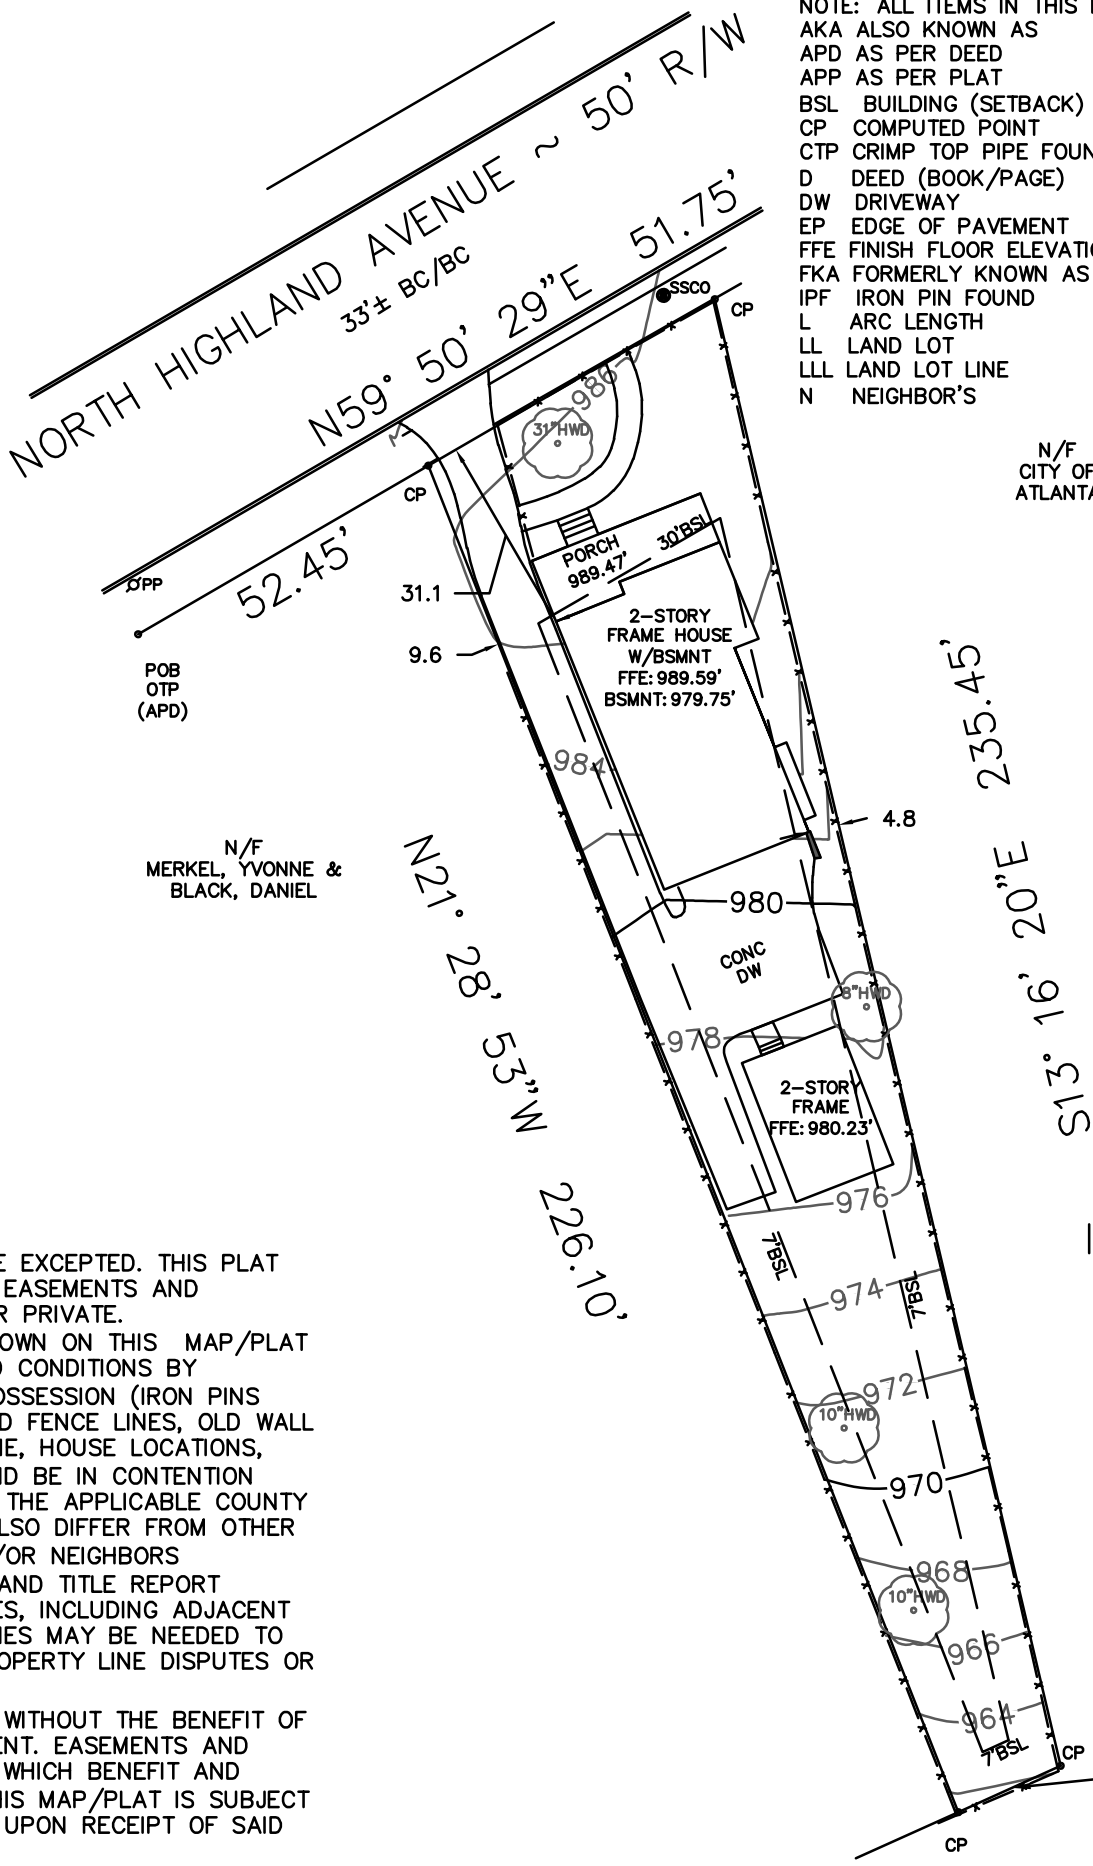 NOTE: ALL ITEMS IN THIS
AKA ALSO KNOWN AS
APD AS PER DEED
APP AS PER PLAT
BSL BUILDING (SETBACK)
CP COMPUTED POINT
CTP CRIMP TOP PIPE FOUN
D DEED (BOOK/PAGE)
DW DRIVEWAY
EP EDGE OF PAVEMENT
FFE FINISH FLOOR ELEVATIO
FKA FORMERLY KNOWN AS
IPF IRON PIN FOUND
L ARC LENGTH
LL LAND LOT
LLL LAND LOT LINE
N NEIGHBOR'S
NORTH HIGHLAND AVENUE ~ 50' R/W
33'± BC/BC
N59° 50' 29"E 51.75'
SSCO
CP
986
31"HWD
CP
52.45'
PP
POB
OTP
(APD)
N/F
CITY OF
ATLANTA
PORCH
989.47'
30'BSL
31.1
9.6
2-STORY
FRAME HOUSE
W/BSMNT
FFE: 989.59'
BSMNT: 979.75'
984
4.8
S13° 16' 20"E 235.45'
N/F
MERKEL, YVONNE &
BLACK, DANIEL
N21° 28' 53"W 226.10'
980
CONC
DW
8"HWD
978
2-STORY
FRAME
FFE: 980.23'
976
7'BSL
7'BSL
974
972
10"HWD
970
968
10"HWD
966
964
7'BSL
CP
CP
E EXCEPTED. THIS PLAT
EASEMENTS AND
R PRIVATE.
OWN ON THIS MAP/PLAT
D CONDITIONS BY
OSSESSION (IRON PINS
D FENCE LINES, OLD WALL
NE, HOUSE LOCATIONS,
ND BE IN CONTENTION
THE APPLICABLE COUNTY
ALSO DIFFER FROM OTHER
/OR NEIGHBORS
AND TITLE REPORT
ES, INCLUDING ADJACENT
NES MAY BE NEEDED TO
OPERTY LINE DISPUTES OR
WITHOUT THE BENEFIT OF
ENT. EASEMENTS AND
WHICH BENEFIT AND
HIS MAP/PLAT IS SUBJECT
UPON RECEIPT OF SAID